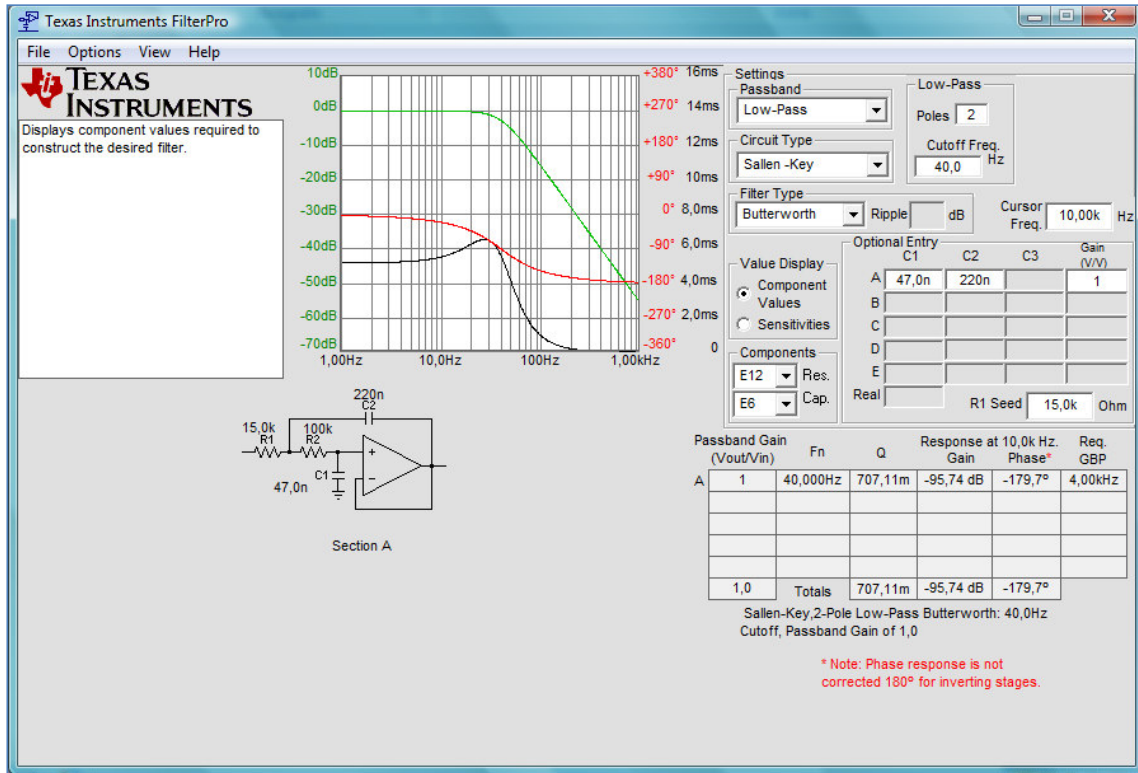 Texas Instruments FilterPro
File Options View Help
TEXAS
INSTRUMENTS
Displays component values required to
construct the desired filter.
10dB
0dB
-10dB
-20dB
-30dB
-40dB
-50dB
-60dB
-70dB
+380° 16ms
+270° 14ms
+180° 12ms
+90° 10ms
0° 8,0ms
-90° 6,0ms
-180° 4,0ms
-270° 2,0ms
-360° 0
1,00Hz 10,0Hz 100Hz 1,00kHz
Settings
Passband
Low-Pass
Circuit Type
Sallen -Key
Low-Pass
Poles 2
Cutoff Freq.
40,0 Hz
Filter Type
Butterworth Ripple dB
Cursor
Freq. 10,00k Hz
Value Display
Component
Values
Sensitivities
Components
E12 Res.
E6 Cap.
Optional Entry
C1 C2 C3 Gain
(V/V)
A 47,0n 220n 1
B
C
D
E
Real
R1 Seed 15,0k Ohm
220n
C2
15,0k 100k
R1 R2
C1
47,0n
+
-
Section A
Passband Gain
(Vout/Vin) Fn Q Response at 10,0k Hz. Req.
Gain Phase* GBP
A 1 40,000Hz 707,11m -95,74 dB -179,7° 4,00kHz
1,0 Totals 707,11m -95,74 dB -179,7°
Sallen-Key,2-Pole Low-Pass Butterworth: 40,0Hz
Cutoff, Passband Gain of 1,0
* Note: Phase response is not
corrected 180° for inverting stages.